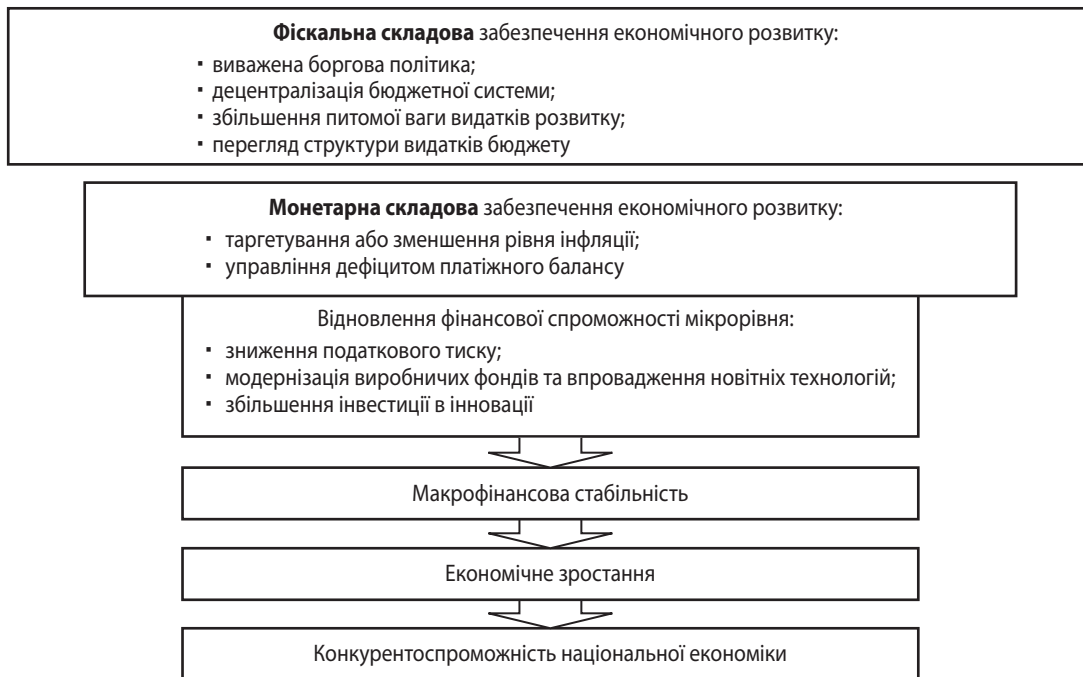 Фіскальна складова забезпечення економічного розвитку:
▪ виважена боргова політика;
▪ децентралізація бюджетної системи;
▪ збільшення питомої ваги видатків розвитку;
▪ перегляд структури видатків бюджету
Монетарна складова забезпечення економічного розвитку:
▪ таргетування або зменшення рівня інфляції;
▪ управління дефіцитом платіжного балансу
Відновлення фінансової спроможності мікрорівня:
▪ зниження податкового тиску;
▪ модернізація виробничих фондів та впровадження новітніх технологій;
▪ збільшення інвестиції в інновації
Макрофінансова стабільність
Економічне зростання
Конкурентоспроможність національної економіки